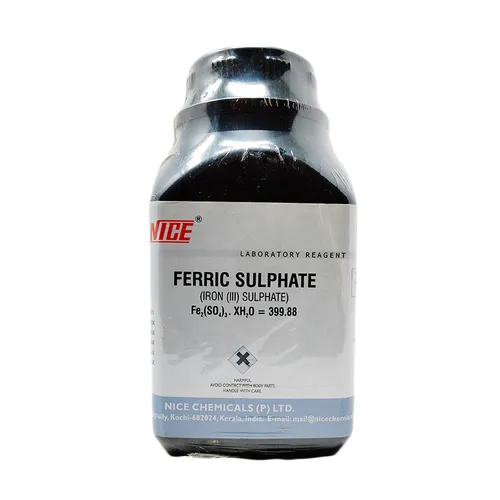 NICE®
LABORATORY REAGENT
FERRIC SULPHATE
(IRON (III) SULPHATE)
Fe₂(SO₄)₃. XH₂O = 399.88
HARMFUL
AVOID CONTACT WITH BODY PARTS
HANDLE WITH CARE
NICE CHEMICALS (P) LTD.
Kochi-682024, Kerala, India. E-mail: